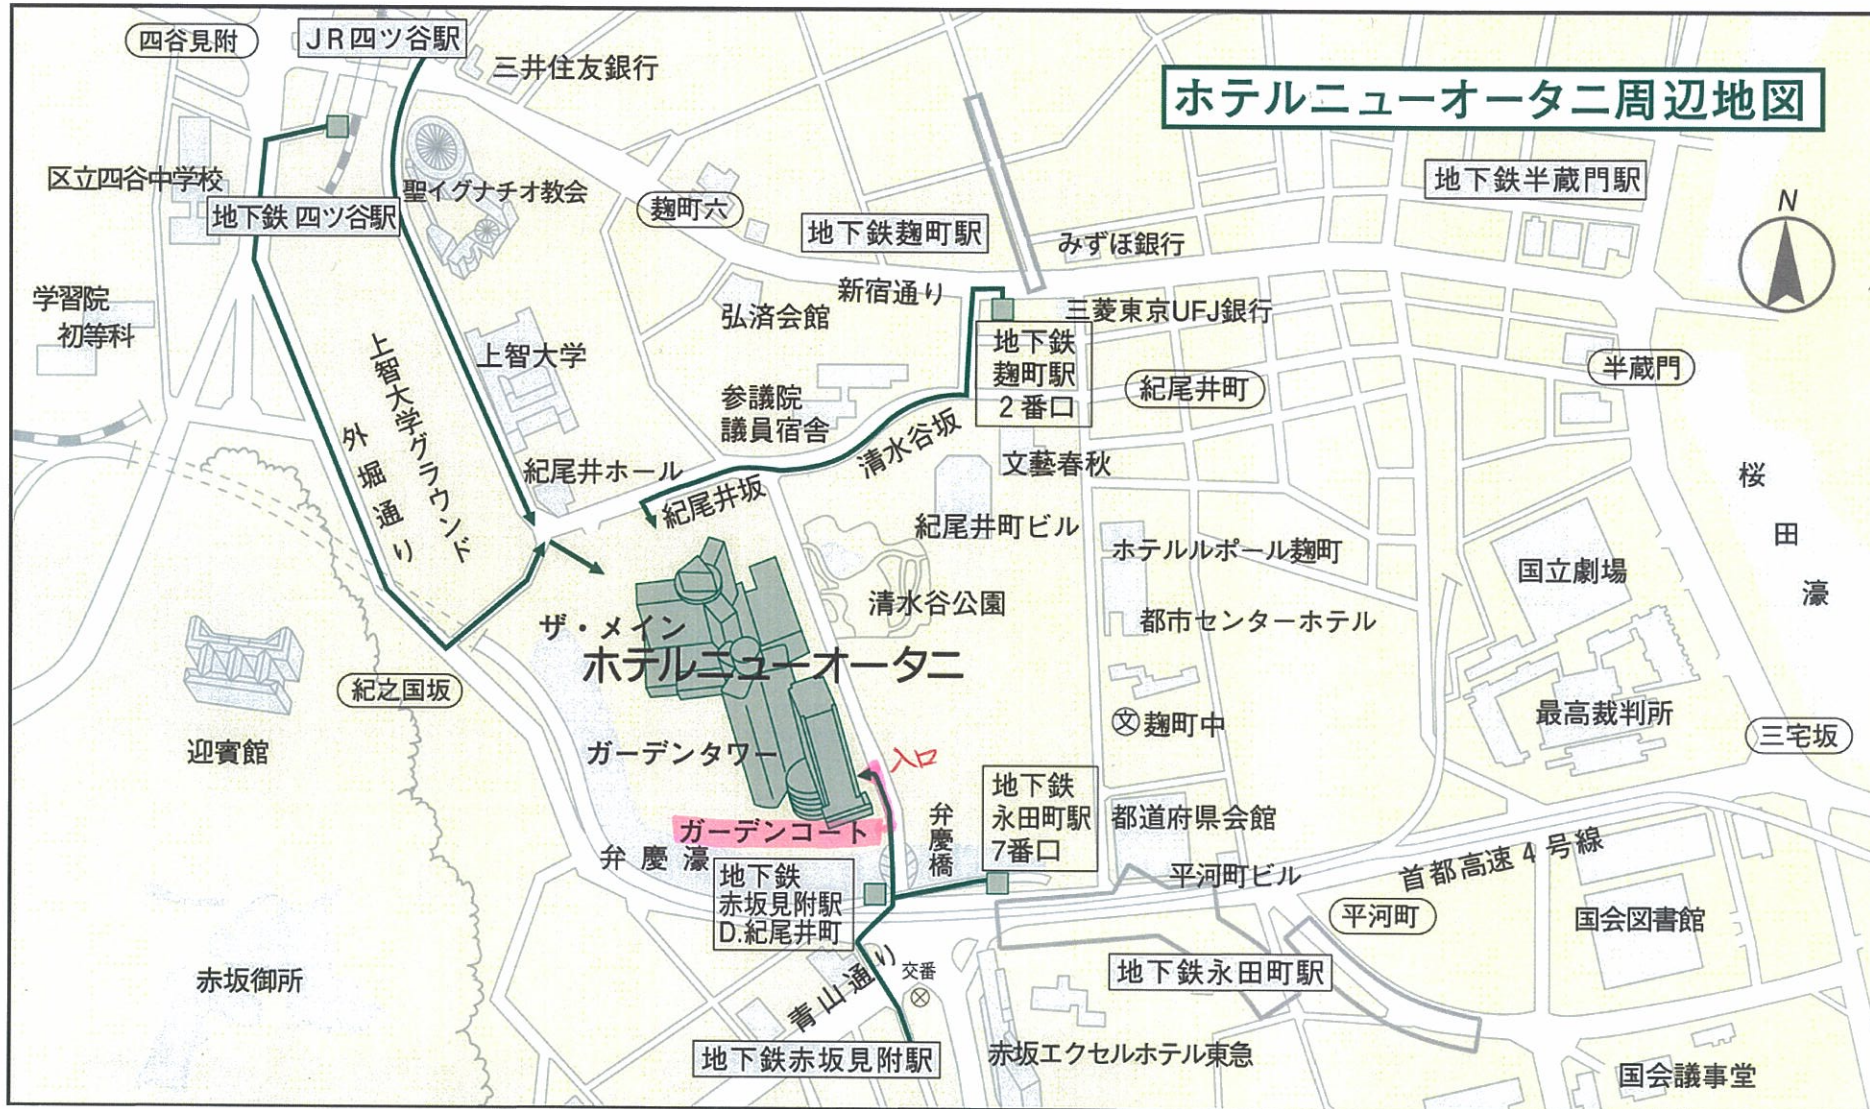 四谷見附
JR四ツ谷駅
三井住友銀行
ホテルニューオータニ周辺地図
区立四谷中学校
地下鉄 四ツ谷駅
聖イグナチオ教会
麹町六
地下鉄麹町駅
みずほ銀行
地下鉄半蔵門駅
N
学習院
初等科
上智大学グラウンド
外堀通り
上智大学
弘済会館
新宿通り
三菱東京UFJ銀行
地下鉄
麹町駅
2番口
紀尾井町
半蔵門
参議院
議員宿舎
清水谷坂
紀尾井ホール
紀尾井坂
文藝春秋
紀尾井町ビル
桜田濠
ホテルルポール麹町
国立劇場
清水谷公園
都市センターホテル
ザ・メイン
ホテルニューオータニ
紀之国坂
迎賓館
ガーデンタワー
入口
文 麹町中
最高裁判所
三宅坂
ガーデンコート
弁慶濠
弁慶橋
地下鉄
永田町駅
7番口
都道府県会館
平河町ビル
首都高速4号線
地下鉄
赤坂見附駅
D.紀尾井町
平河町
国会図書館
赤坂御所
青山通り
交番
地下鉄永田町駅
地下鉄赤坂見附駅
赤坂エクセルホテル東急
国会議事堂